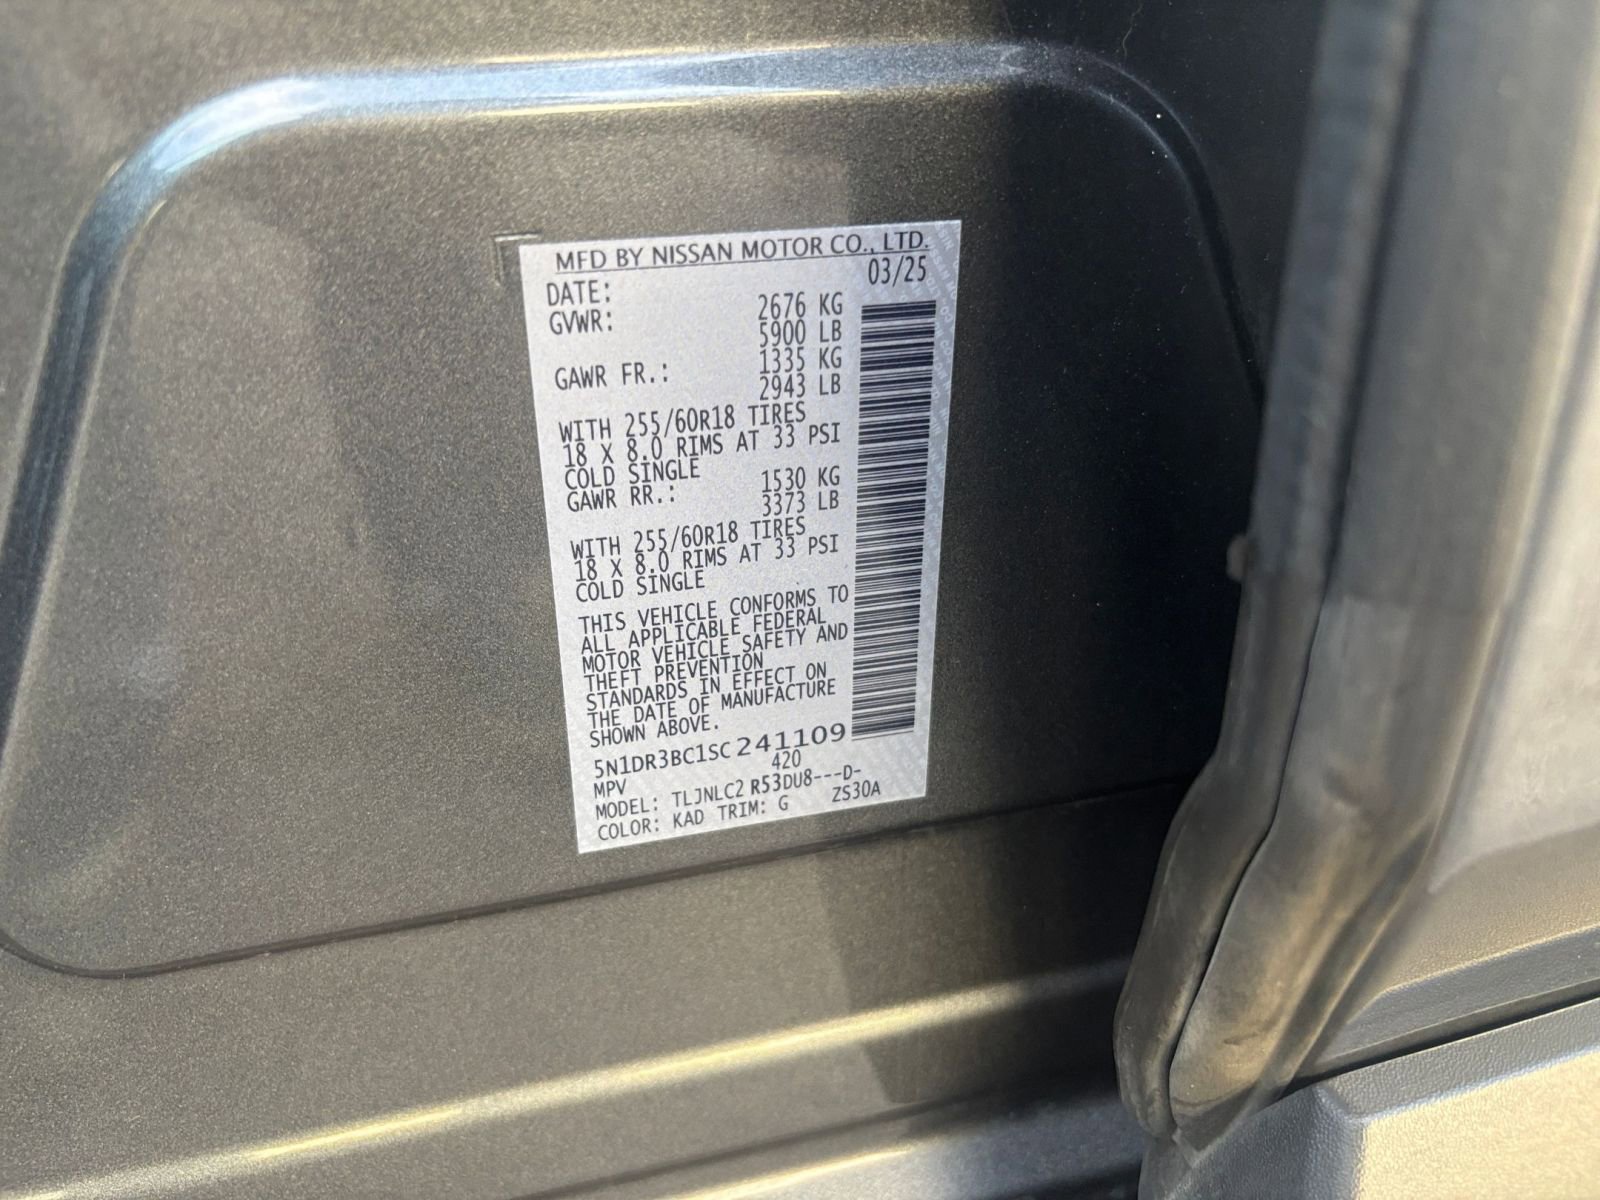 MFD BY NISSAN MOTOR CO., LTD.
DATE: 03/25
GVWR: 2676 KG
5900 LB
GAWR FR.: 1335 KG
2943 LB
WITH 255/60R18 TIRES
18 X 8.0 RIMS AT 33 PSI
COLD SINGLE
GAWR RR.: 1530 KG
3373 LB
WITH 255/60R18 TIRES
18 X 8.0 RIMS AT 33 PSI
COLD SINGLE
THIS VEHICLE CONFORMS TO
ALL APPLICABLE FEDERAL
MOTOR VEHICLE SAFETY AND
THEFT PREVENTION
STANDARDS IN EFFECT ON
THE DATE OF MANUFACTURE
SHOWN ABOVE.
5N1DR3BC1SC241109
MPV 420
MODEL: TLJNLC2 R53DU8---D-
COLOR: KAD TRIM: G ZS30A